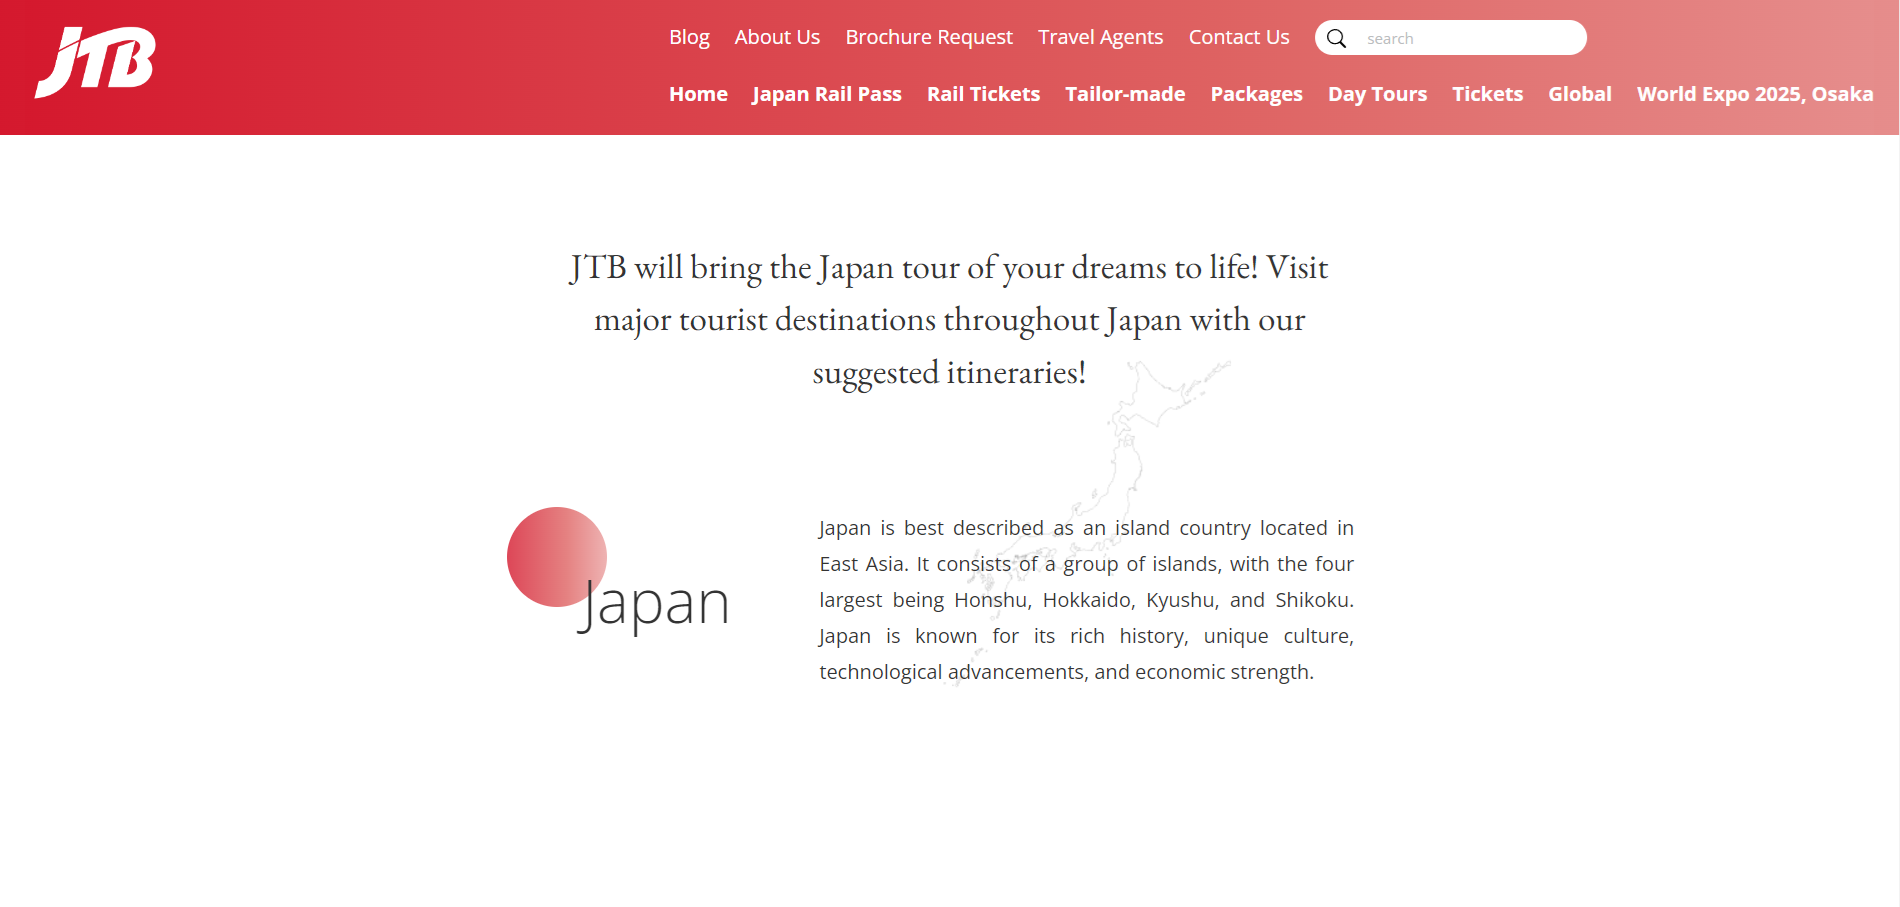 JTB
Blog About Us Brochure Request Travel Agents Contact Us search
Home Japan Rail Pass Rail Tickets Tailor-made Packages Day Tours Tickets Global World Expo 2025, Osaka
JTB will bring the Japan tour of your dreams to life! Visit
major tourist destinations throughout Japan with our
suggested itineraries!
Japan
Japan is best described as an island country located in
East Asia. It consists of a group of islands, with the four
largest being Honshu, Hokkaido, Kyushu, and Shikoku.
Japan is known for its rich history, unique culture,
technological advancements, and economic strength.